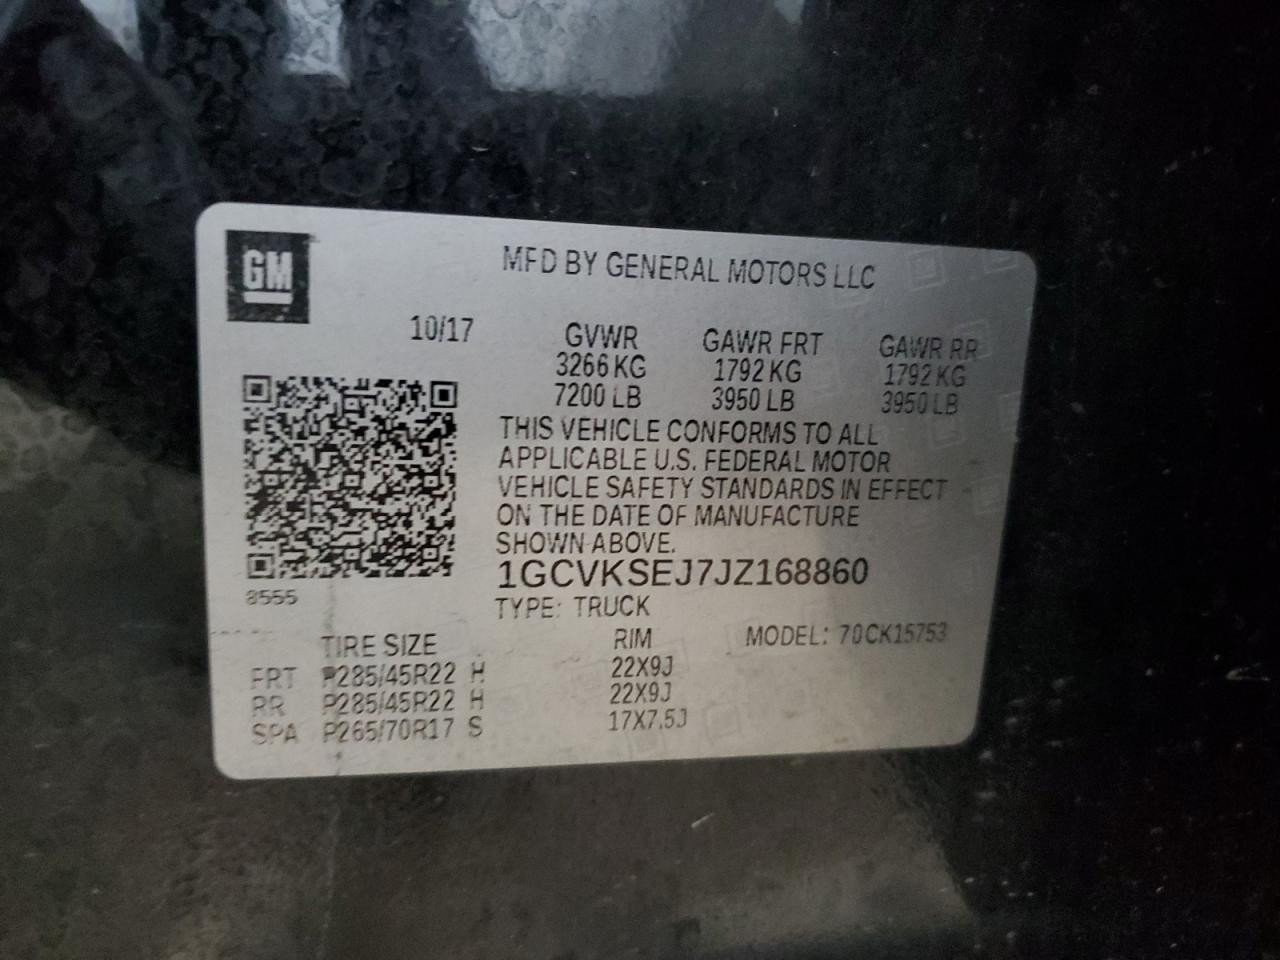 GM
MFD BY GENERAL MOTORS LLC
10/17
GVWR GAWR FRT GAWR RR
3266 KG 1792 KG 1792 KG
7200 LB 3950 LB 3950 LB
THIS VEHICLE CONFORMS TO ALL
APPLICABLE U.S. FEDERAL MOTOR
VEHICLE SAFETY STANDARDS IN EFFECT
ON THE DATE OF MANUFACTURE
SHOWN ABOVE.
1GCVKSEJ7JZ168860
8555
TYPE: TRUCK
TIRE SIZE RIM MODEL: 70CK15753
FRT P285/45R22 H 22X9J
RR P285/45R22 H 22X9J
SPA P265/70R17 S 17X7.5J